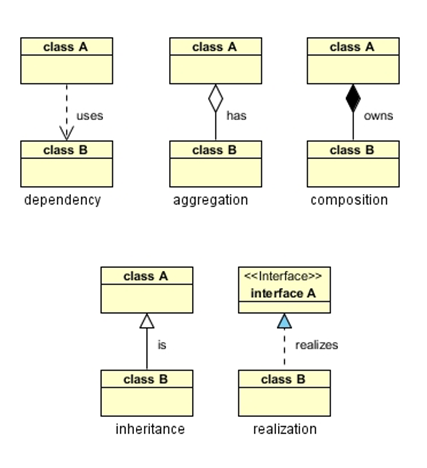 class A
uses
class B
dependency
class A
has
class B
aggregation
class A
owns
class B
composition
class A
is
class B
inheritance
<<Interface>>
interface A
realizes
class B
realization